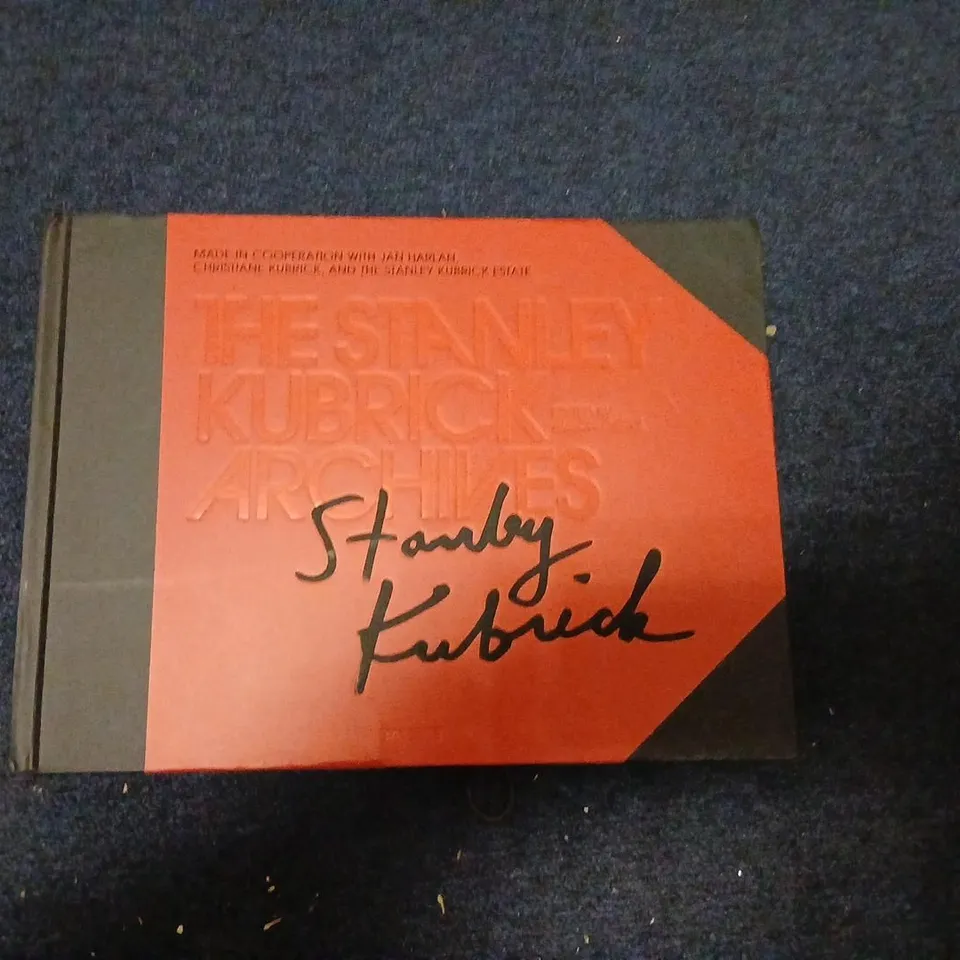 MADE IN COOPERATION WITH JAN HARLAN,
CHRISTIANE KUBRICK, AND THE STANLEY KUBRICK ESTATE
THE STANLEY
KUBRICK
ARCHIVES
Stanley
Kubrick